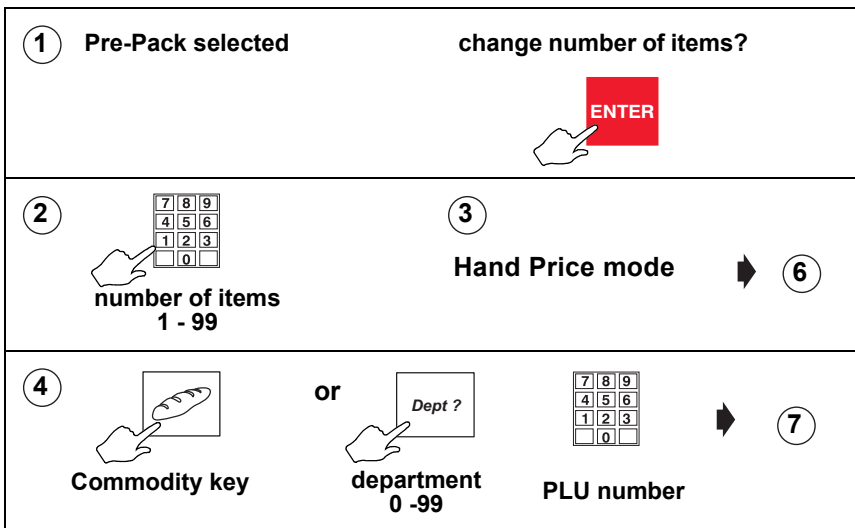 1 Pre-Pack selected change number of items?
ENTER
2
7 8 9
4 5 6
1 2 3
0
number of items
1 - 99
3
Hand Price mode 6
4
or
Dept ?
7 8 9
4 5 6
1 2 3
0
7
Commodity key
department
0 -99
PLU number